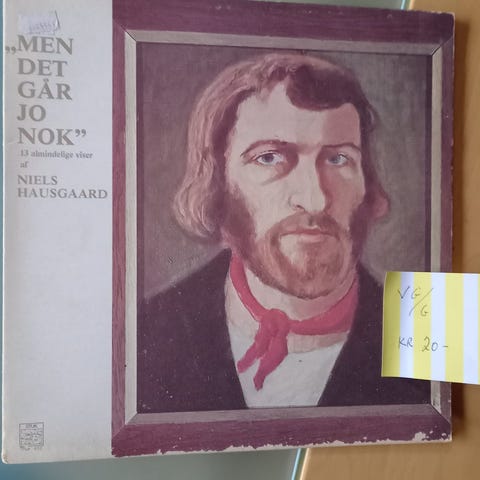 „MEN
DET
GÅR
JO
NOK”
13 almindelige viser
af
NIELS
HAUSGAARD
VG/
/G
KR 20-